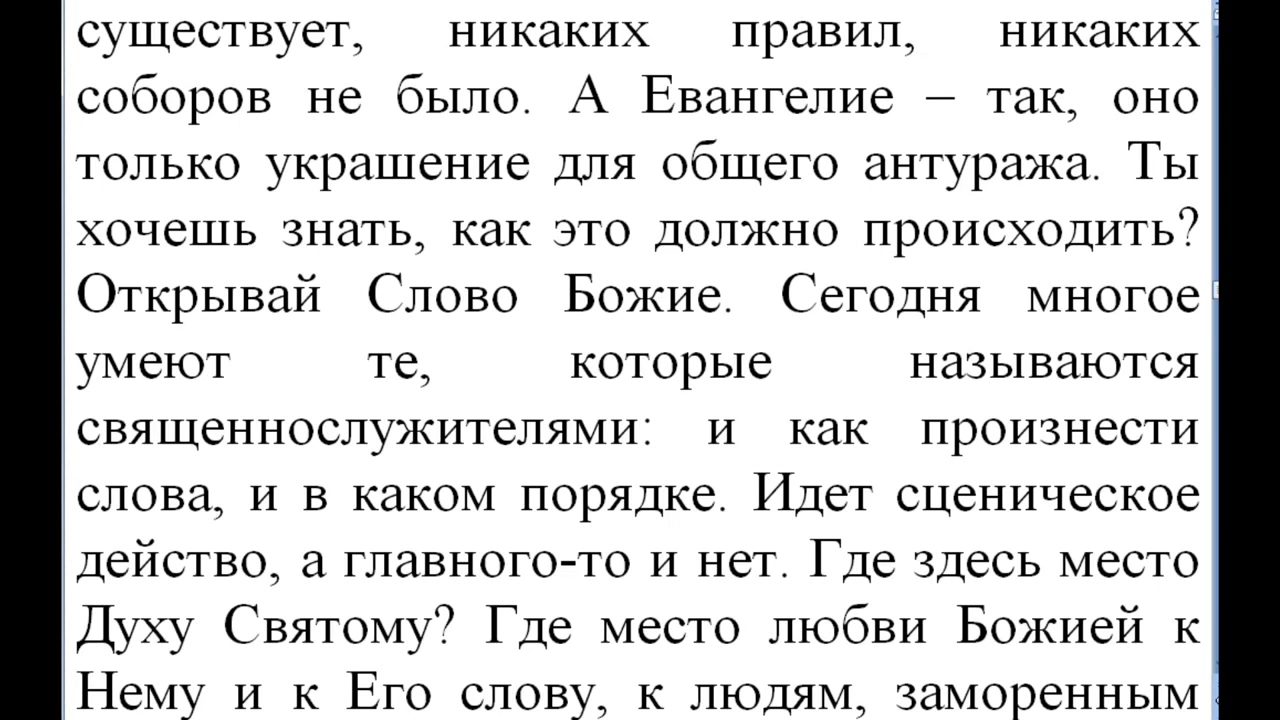 существует, никаких правил, никаких
соборов не было. А Евангелие – так, оно
только украшение для общего антуража. Ты
хочешь знать, как это должно происходить?
Открывай Слово Божие. Сегодня многое
умеют те, которые называются
священнослужителями: и как произнести
слова, и в каком порядке. Идет сценическое
действо, а главного-то и нет. Где здесь место
Духу Святому? Где место любви Божией к
Нему и к Его слову, к людям, заморенным